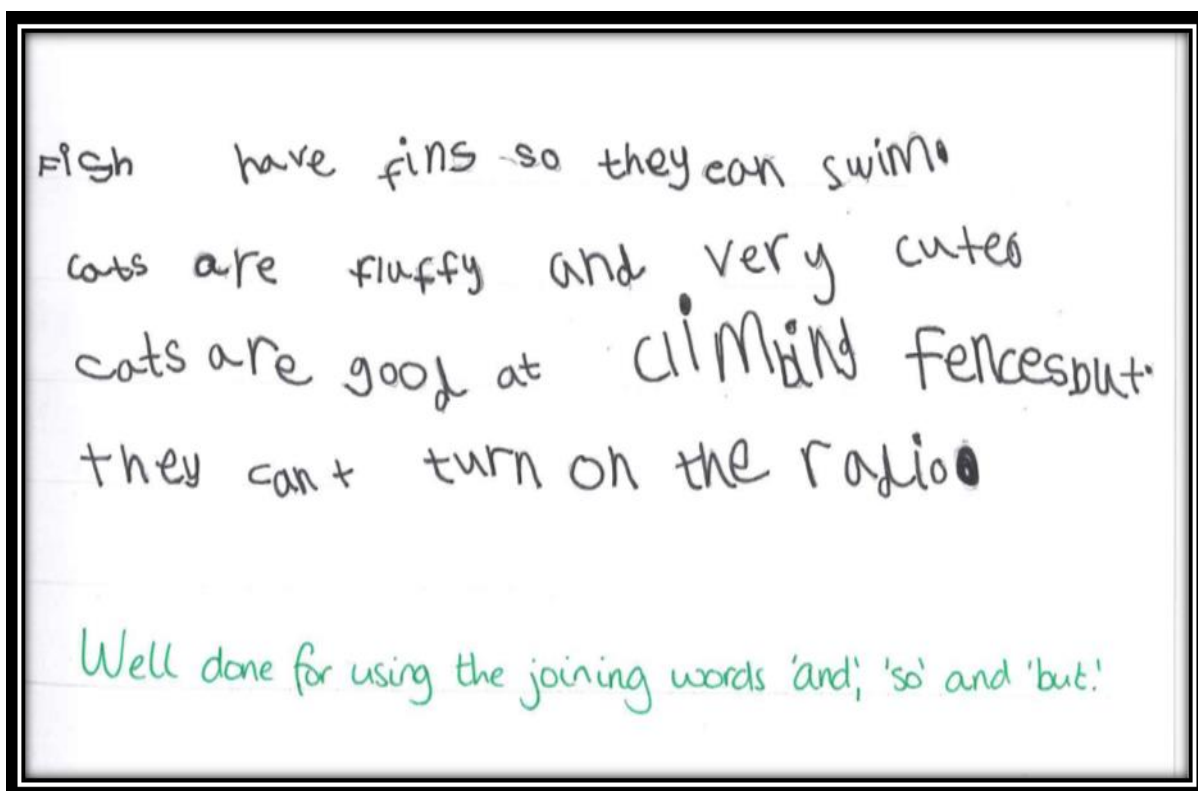 Fish have fins so they can swim.
cats are fluffy and very cute.
cats are good at climbing fences but
they cant turn on the radio.
Well done for using the joining words 'and', 'so' and 'but'.